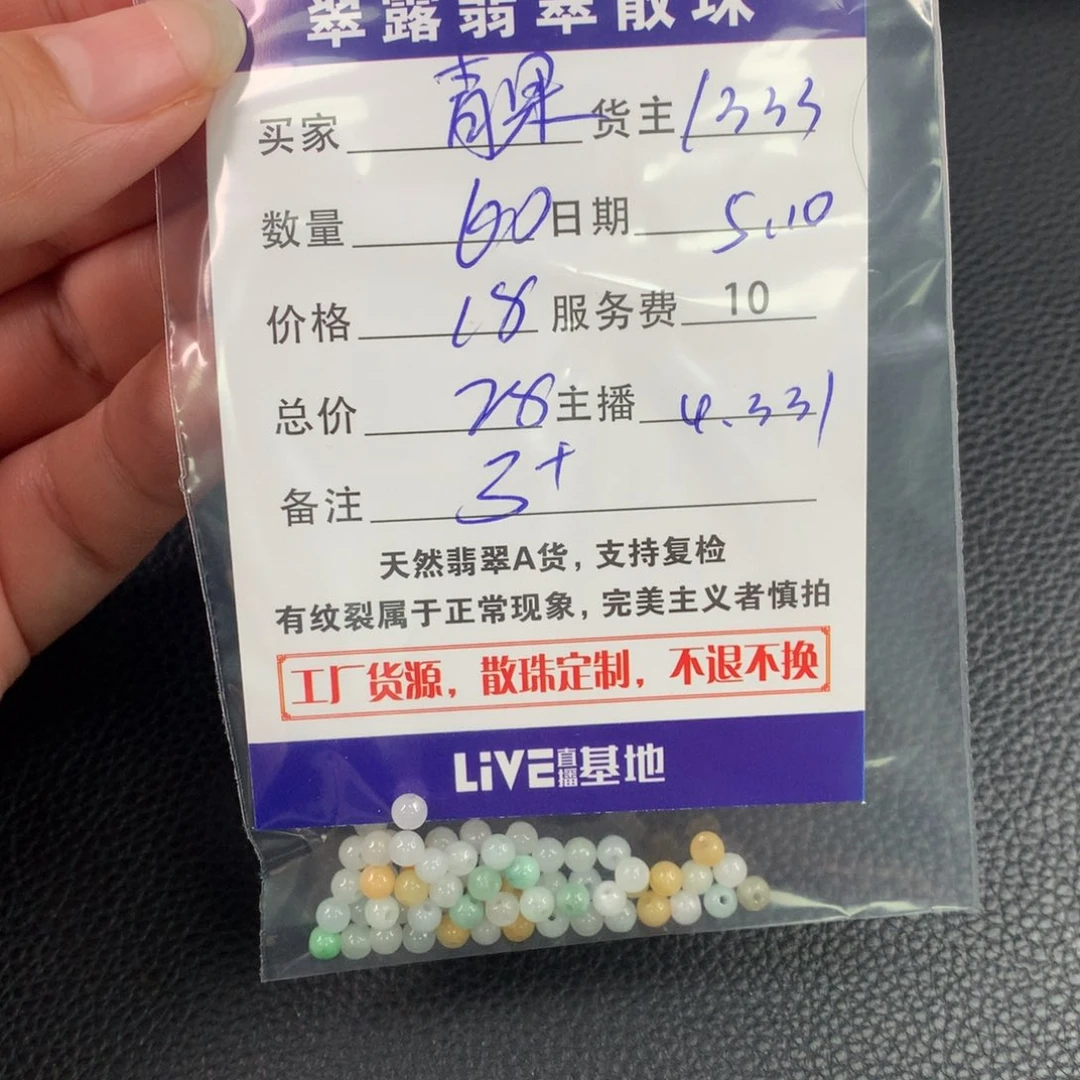 翠露翡翠散珠
买家 青果 货主 1333
数量 60 日期 5.10
价格 18 服务费 10
总价 28 主播 4.331
备注 3+
天然翡翠A货，支持复检
有纹裂属于正常现象，完美主义者慎拍
工厂货源，散珠定制，不退不换
LiVE直播基地